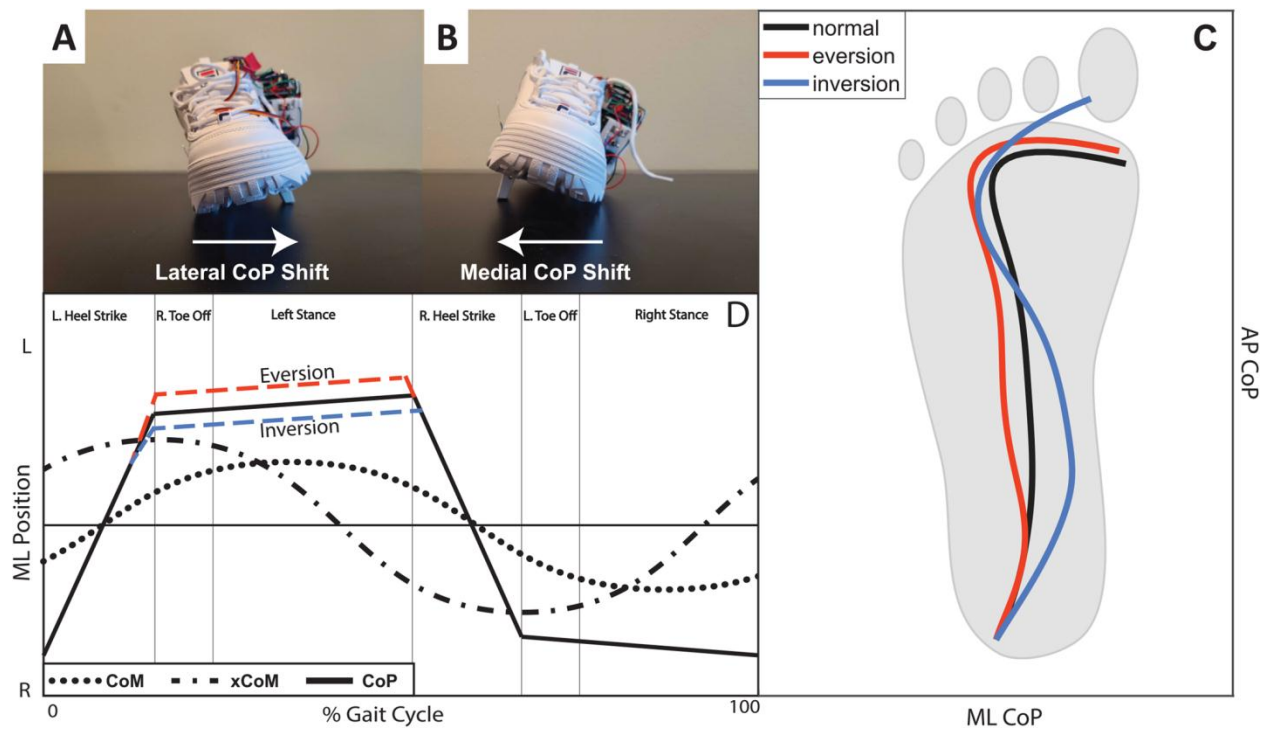 A
B
Lateral CoP Shift
Medial CoP Shift
normal
eversion
inversion
C
AP CoP
ML CoP
L. Heel Strike
R. Toe Off
Left Stance
R. Heel Strike
L. Toe Off
Right Stance
D
L
Eversion
Inversion
ML Position
R
CoM
xCoM
CoP
0
% Gait Cycle
100